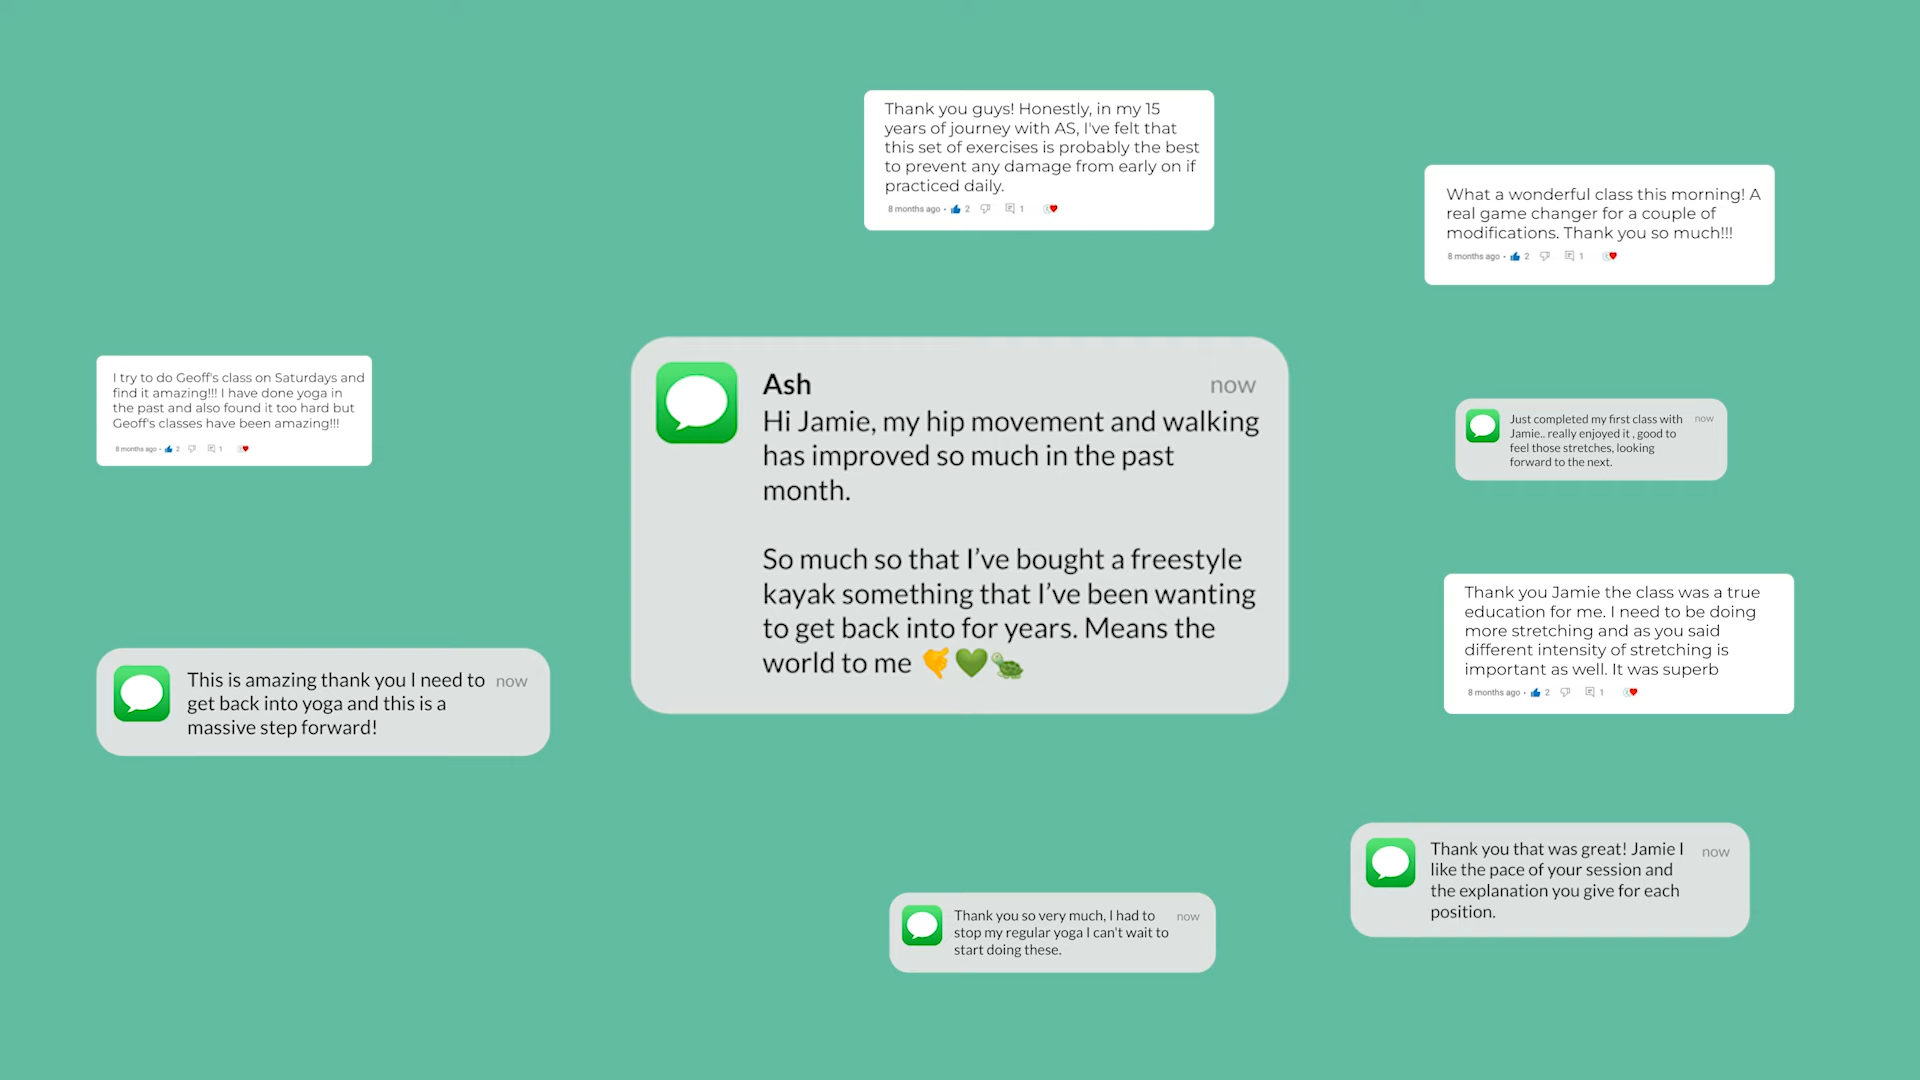 Thank you guys! Honestly, in my 15
years of journey with AS, I've felt that
this set of exercises is probably the best
to prevent any damage from early on if
practiced daily.
8 months ago • 2 1
What a wonderful class this morning! A
real game changer for a couple of
modifications. Thank you so much!!!
8 months ago • 2 1
I try to do Geoff's class on Saturdays and
find it amazing!!! I have done yoga in
the past and also found it too hard but
Geoff's classes have been amazing!!!
8 months ago • 2 1
Ash now
Hi Jamie, my hip movement and walking
has improved so much in the past
month.
So much so that I’ve bought a freestyle
kayak something that I’ve been wanting
to get back into for years. Means the
world to me 🤙💚🐢
Just completed my first class with now
Jamie.. really enjoyed it , good to
feel those stretches, looking
forward to the next.
Thank you Jamie the class was a true
education for me. I need to be doing
more stretching and as you said
different intensity of stretching is
important as well. It was superb
8 months ago • 2 1
This is amazing thank you I need to now
get back into yoga and this is a
massive step forward!
Thank you that was great! Jamie I now
like the pace of your session and
the explanation you give for each
position.
Thank you so very much, I had to now
stop my regular yoga I can't wait to
start doing these.